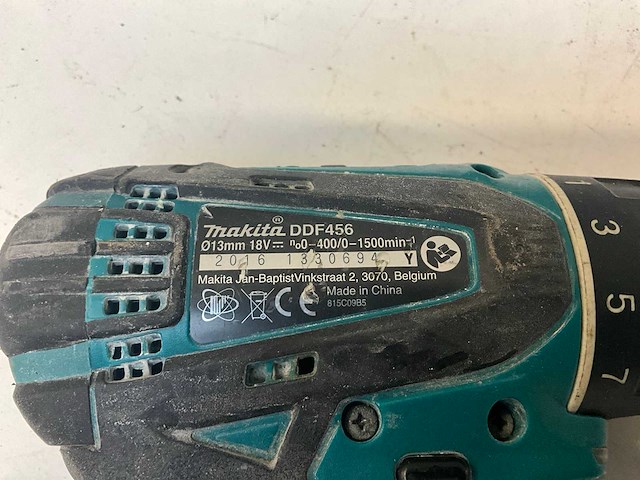 makita® DDF456
Ø13mm 18V⎓ n₀0-400/0-1500min⁻¹
2016 1330694 Y
Makita Jan-BaptistVinkstraat 2, 3070, Belgium
CE Made in China
815C09B5
1
3
5
7